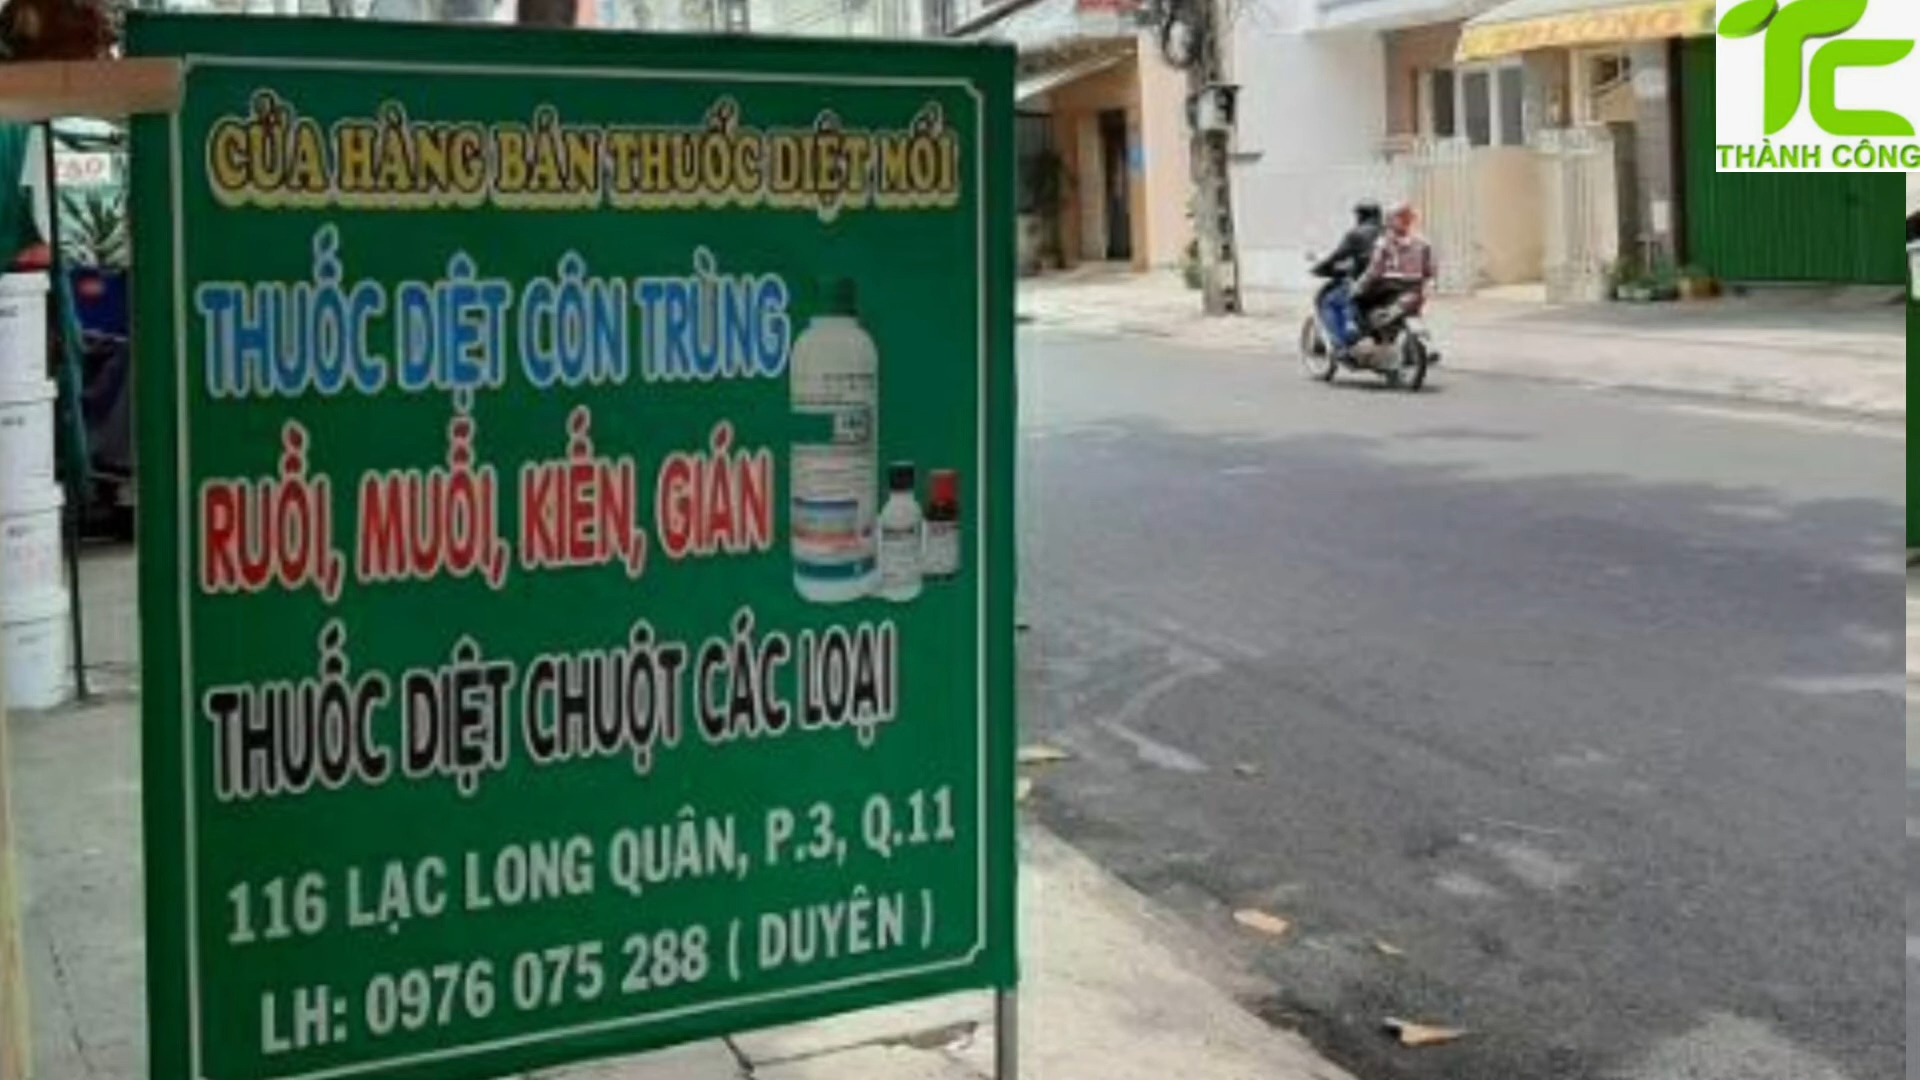 CỬA HÀNG BÁN THUỐC DIỆT MỐI
THUỐC DIỆT CÔN TRÙNG
RUỒI, MUỖI, KIẾN, GIÁN
THUỐC DIỆT CHUỘT CÁC LOẠI
116 LẠC LONG QUÂN, P.3, Q.11
LH: 0976 075 288 ( DUYÊN )
TC
THÀNH CÔNG